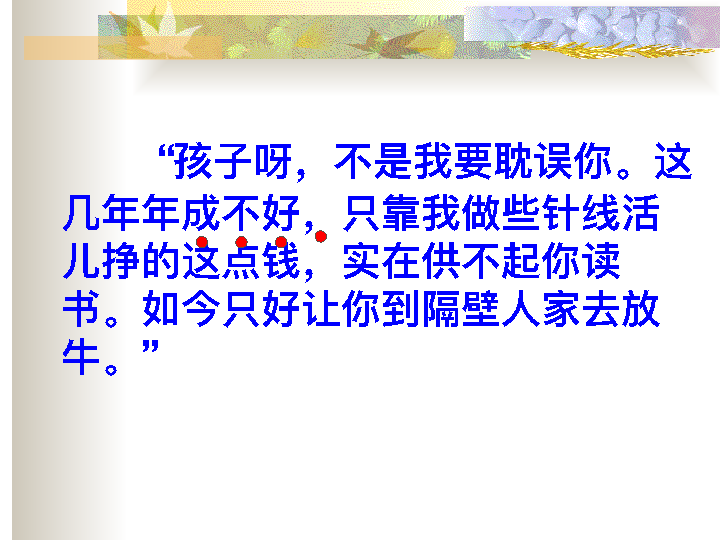 “孩子呀，不是我要耽误你。这
几年年成不好，只靠我做些针线活
儿挣的这点钱，实在供不起你读
书。如今只好让你到隔壁人家去放
牛。”